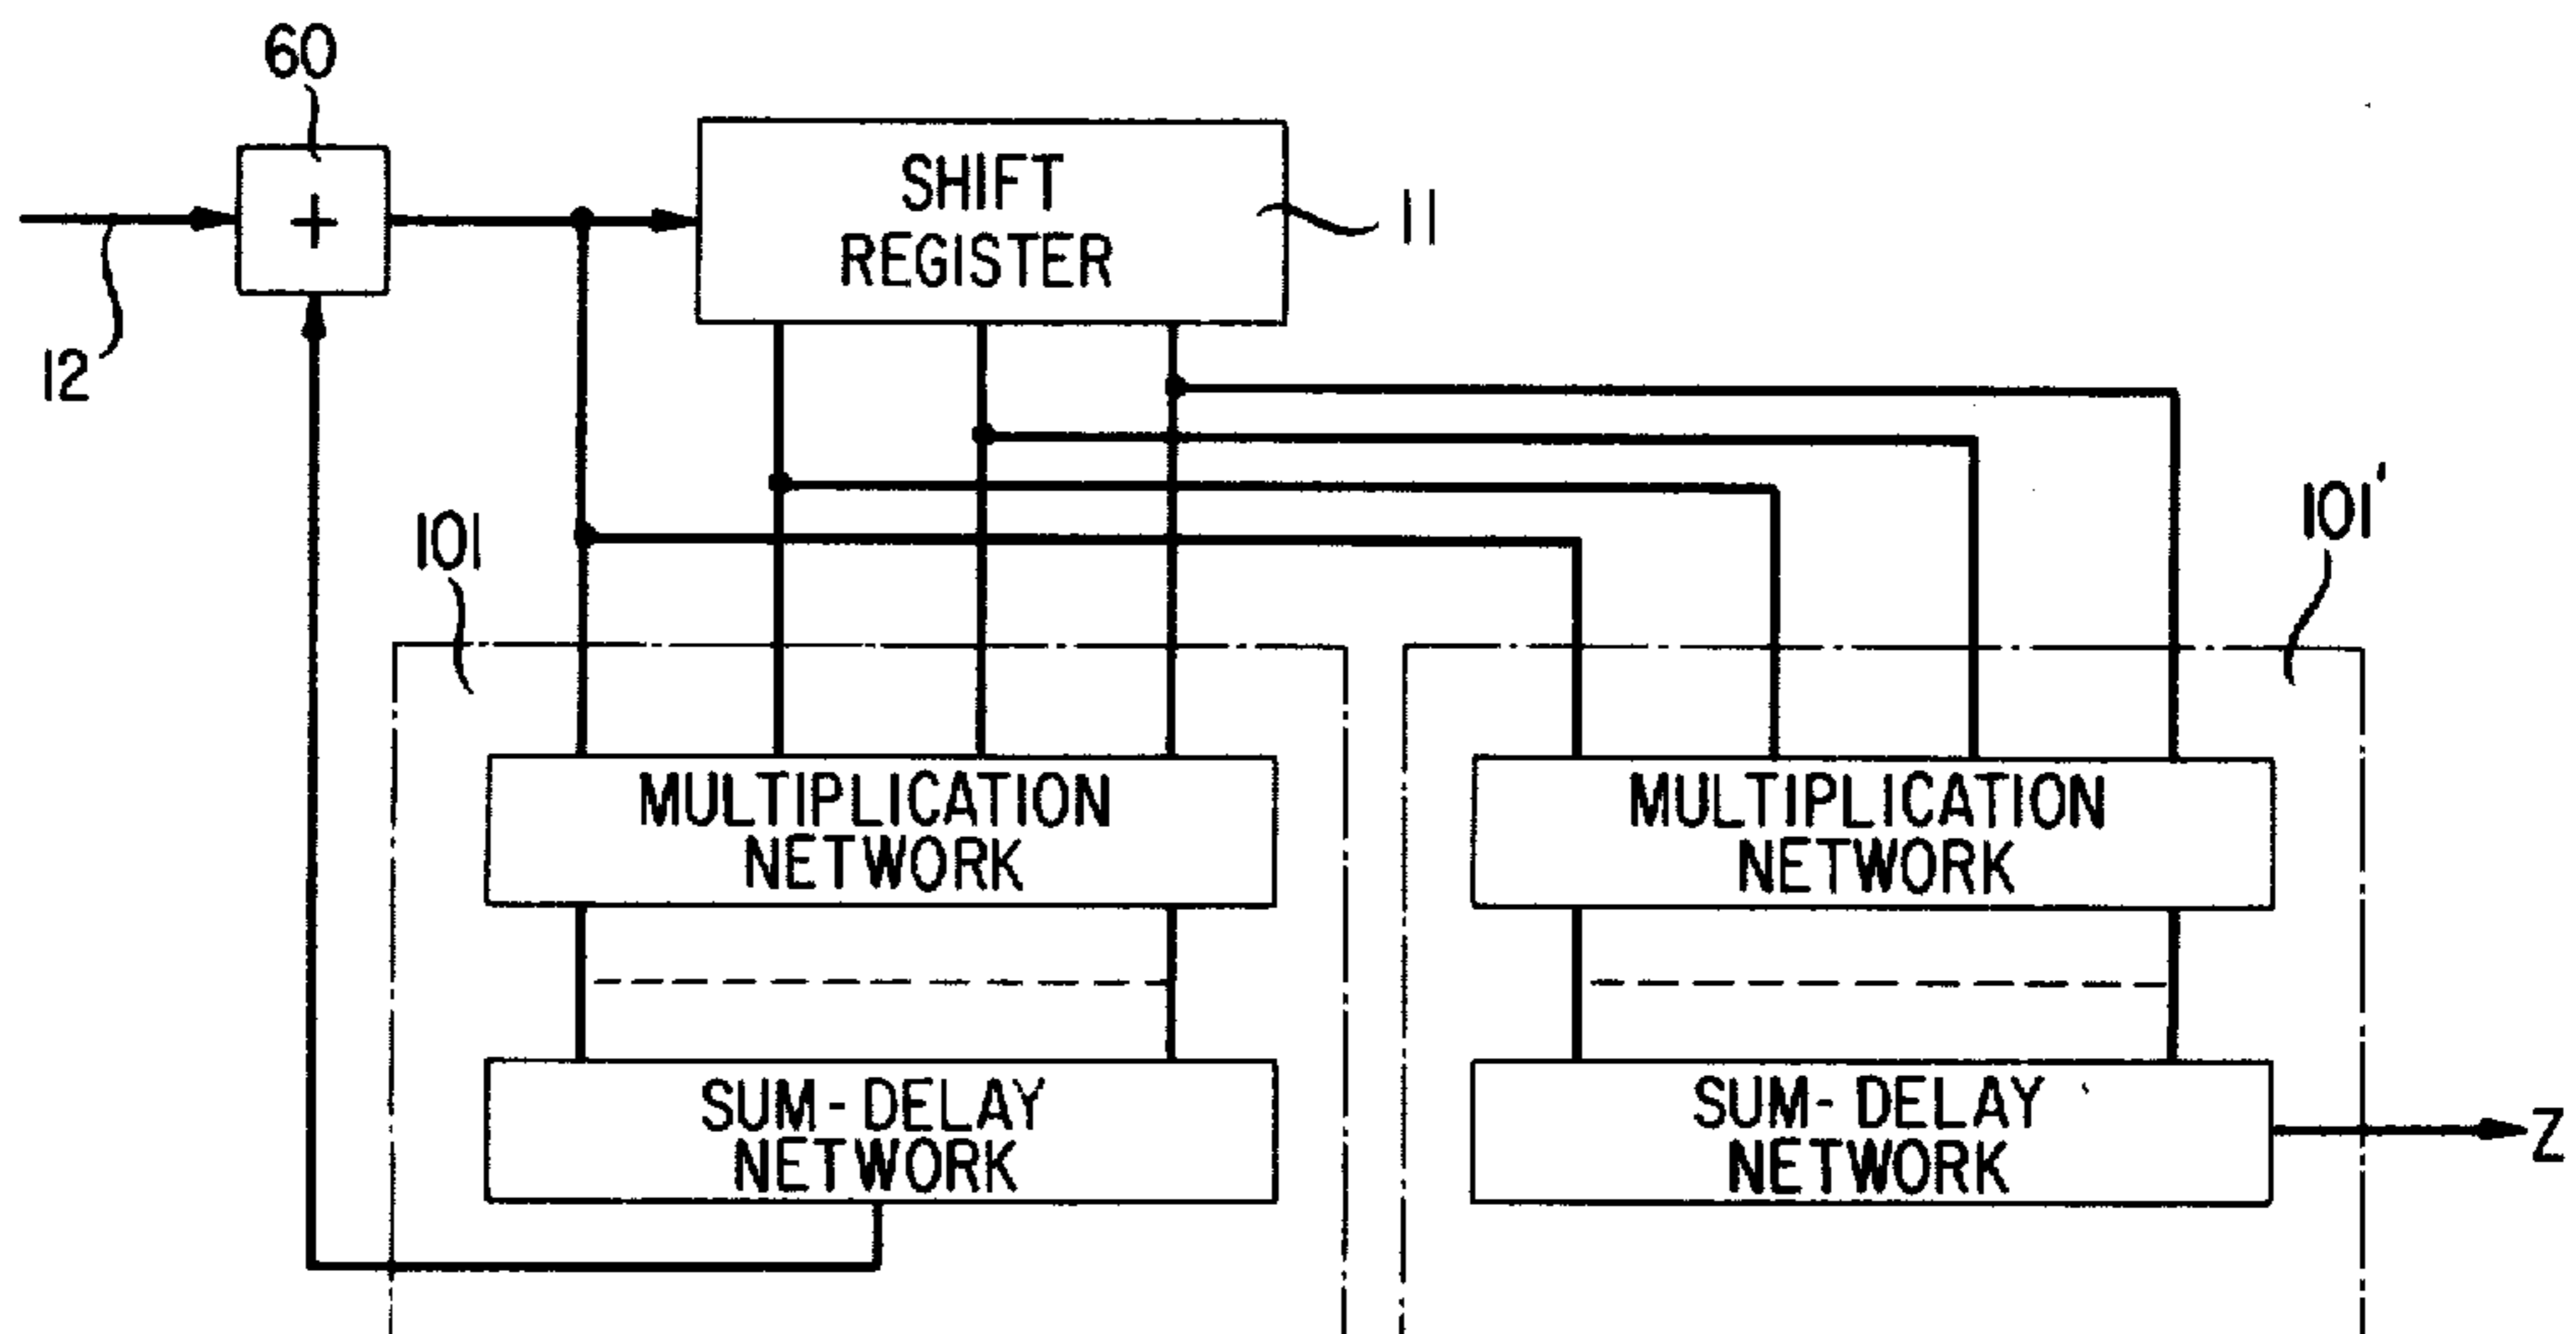 60
+
SHIFT
REGISTER
11
12
101
101'
MULTIPLICATION
NETWORK
MULTIPLICATION
NETWORK
SUM-DELAY
NETWORK
SUM-DELAY
NETWORK
Z